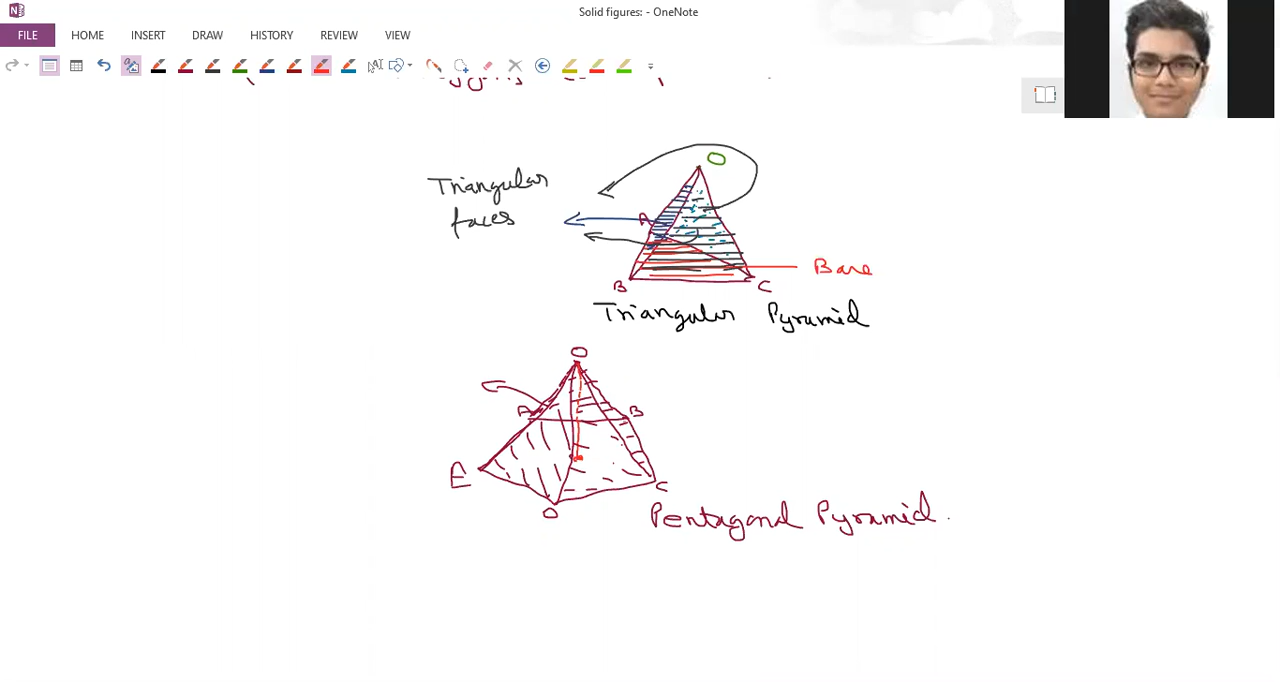 Solid figures: - OneNote
FILE HOME INSERT DRAW HISTORY REVIEW VIEW
O
Triangular
faces
A
Base
B C
Triangular Pyramid
O
A B
E
C
D
Pentagonal Pyramid.